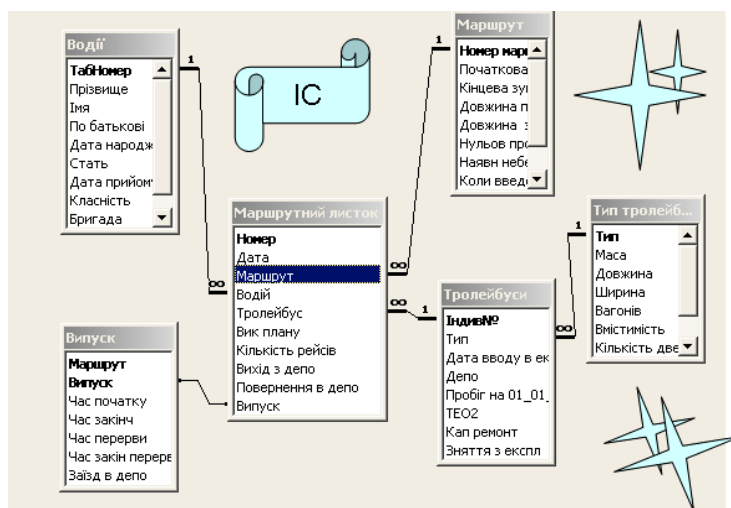 Водії
ТабНомер
Прізвище
Імя
По батькові
Дата народж
Стать
Дата прийом
Класність
Бригада
1
ІС
1
Маршрут
Номер мар
Початкова
Кінцева зу
Довжина п
Довжина з
Нульов про
Наявн небе
Коли введ
Маршрутний листок
Номер
Дата
Маршрут
Водій
Тролейбус
Вик плану
Кількість рейсів
Вихід з депо
Повернення в депо
Випуск
∞
∞
∞
1
Тролейбуси
Індив№
Тип
Дата вводу в ек
Депо
Пробіг на 01_01_
ТЕО2
Кап ремонт
Зняття з експл
∞
1
Тип тролейб...
Тип
Маса
Довжина
Ширина
Вагонів
Вмістимість
Кількість две
Випуск
Маршрут
Випуск
Час початку
Час закінч
Час перерви
Час закін перерв
Заїзд в депо